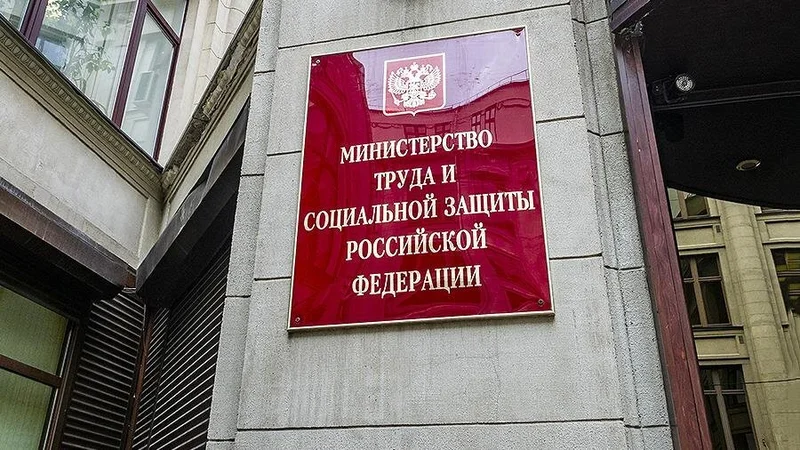 МИНИСТЕРСТВО
ТРУДА И
СОЦИАЛЬНОЙ ЗАЩИТЫ
РОССИЙСКОЙ
ФЕДЕРАЦИИ